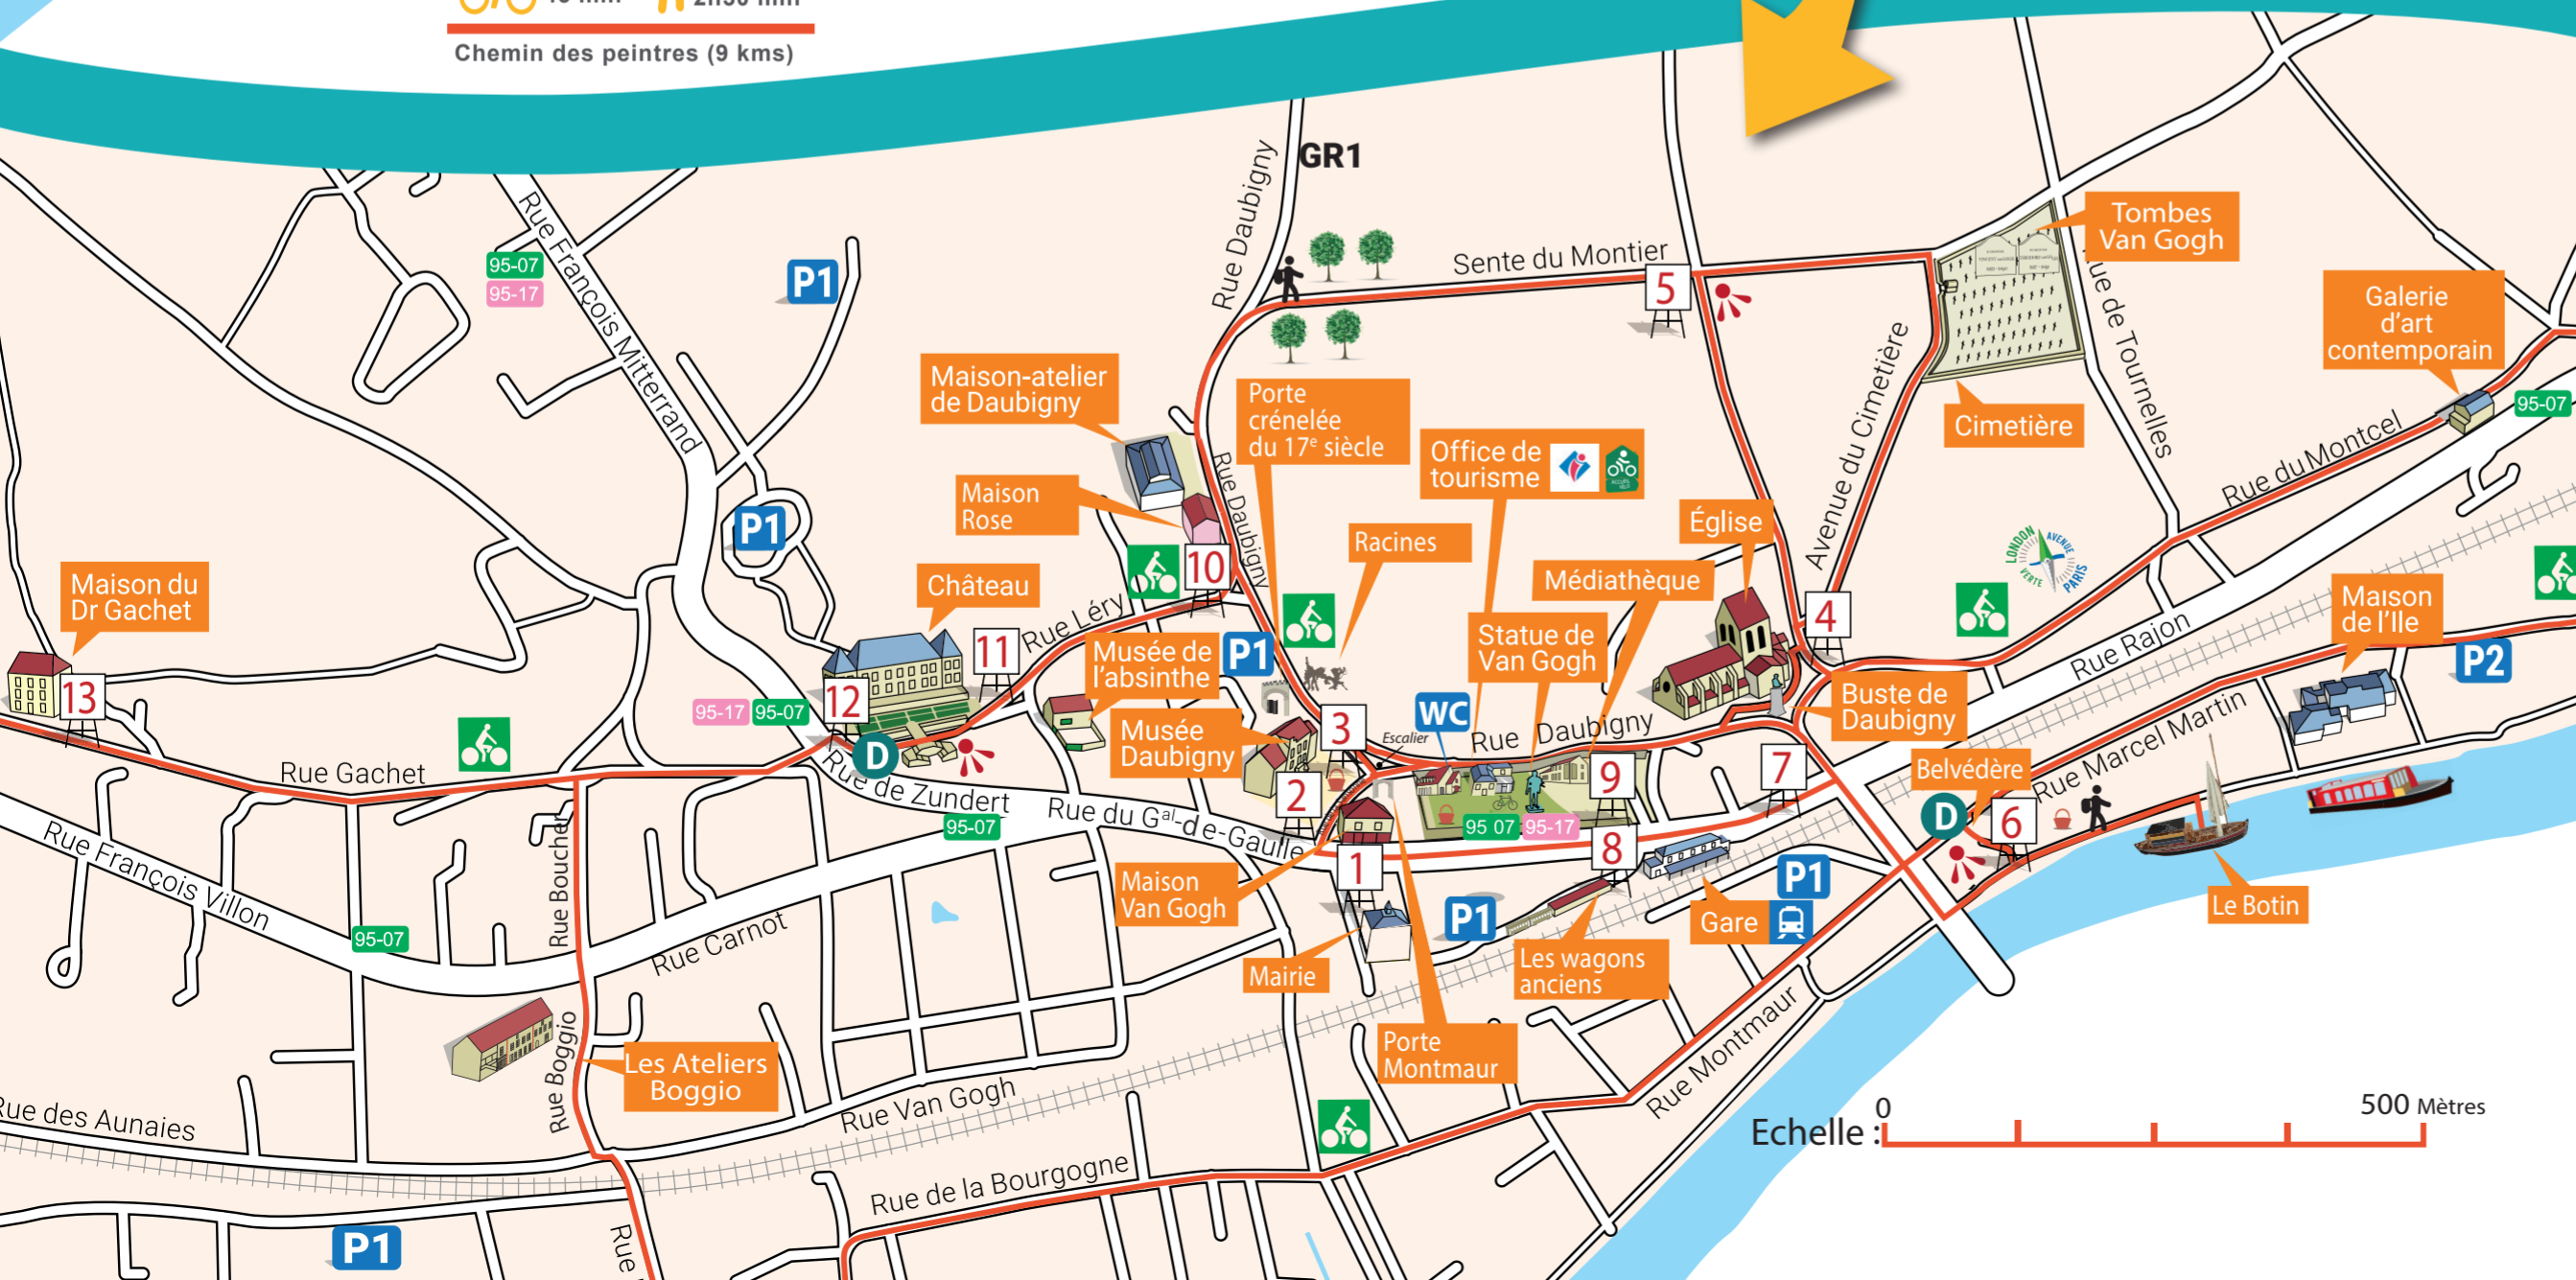 Chemin des peintres (9 kms)
GR1
Rue Daubigny
Sente du Montier
5
Tombes
Van Gogh
Rue François Mitterrand
95-07
95-17
P1
Galerie
d'art
contemporain
95-07
Rue de Tournelles
Avenue du Cimetière
Cimetière
Rue du Montcel
Maison-atelier
de Daubigny
Porte
crénelée
du 17e siècle
Office de
tourisme
ACCUEIL
VÉLO
Maison
Rose
Rue Daubigny
Racines
Église
P1
10
Médiathèque
LONDON
AVENUE
VERTE
PARIS
Maison du
Dr Gachet
Château
11
Rue Léry
Musée de
l'absinthe
P1
Statue de
Van Gogh
4
Maison
de l'Ile
P2
Rue Rajon
13
95-17
95-07
12
D
Musée
Daubigny
3
Escalier
WC
Rue Daubigny
Buste de
Daubigny
Rue Marcel Martin
Rue Gachet
Rue de Zundert
95-07
Rue du Gal-de-Gaulle
2
9
7
Belvédère
D
6
95 07
95-17
Rue François Villon
Rue Boucher
95-07
Rue Carnot
Maison
Van Gogh
1
8
P1
P1
Gare
Le Botin
Mairie
Les wagons
anciens
Porte
Montmaur
Rue Montmaur
Rue Boggio
Les Ateliers
Boggio
Rue des Aunaies
Rue Van Gogh
Rue de la Bourgogne
Echelle :
0
500 Mètres
P1
Rue